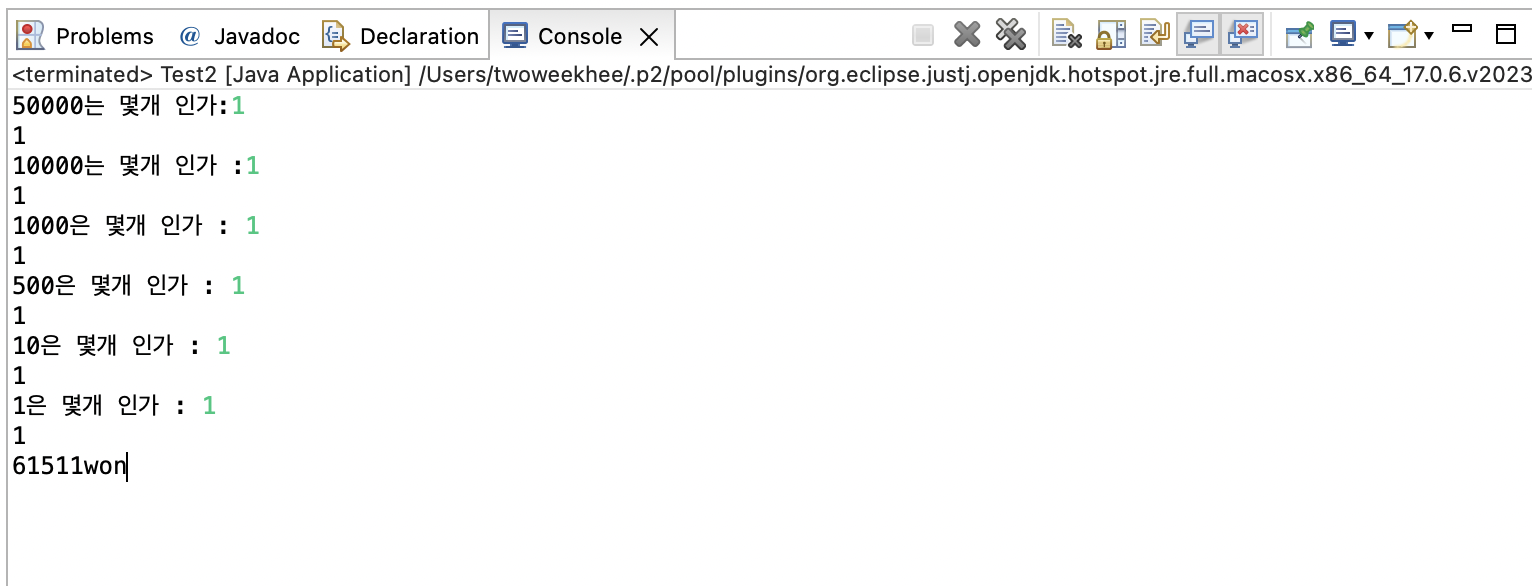 Problems @ Javadoc Declaration Console
<terminated> Test2 [Java Application] /Users/twoweekhee/.p2/pool/plugins/org.eclipse.justj.openjdk.hotspot.jre.full.macosx.x86_64_17.0.6.v2023
50000는 몇개 인가:1
1
10000는 몇개 인가 :1
1
1000은 몇개 인가 : 1
1
500은 몇개 인가 : 1
1
10은 몇개 인가 : 1
1
1은 몇개 인가 : 1
1
61511won